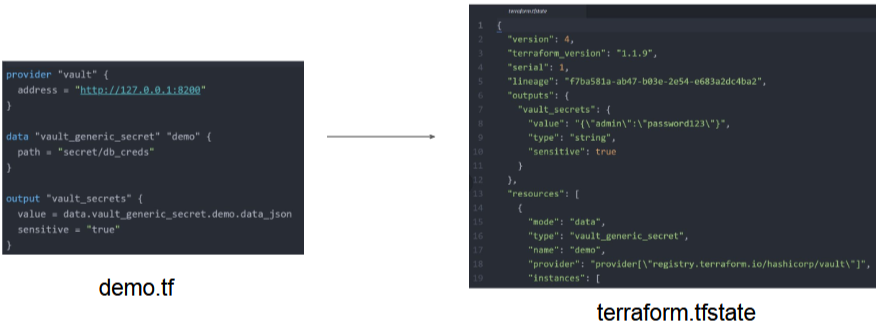 provider "vault" {
  address = "http://127.0.0.1:8200"
}
data "vault_generic_secret" "demo" {
  path = "secret/db_creds"
}
output "vault_secrets" {
  value = data.vault_generic_secret.demo.data_json
  sensitive = "true"
}
demo.tf
terraform.tfstate
1 {
2   "version": 4,
3   "terraform_version": "1.1.9",
4   "serial": 1,
5   "lineage": "f7ba581a-ab47-b03e-2e54-e683a2dc4ba2",
6   "outputs": {
7     "vault_secrets": {
8       "value": "{\"admin\":\"password123\"}",
9       "type": "string",
10       "sensitive": true
11     }
12   },
13   "resources": [
14     {
15       "mode": "data",
16       "type": "vault_generic_secret",
17       "name": "demo",
18       "provider": "provider[\"registry.terraform.io/hashicorp/vault\"]",
19       "instances": [
terraform.tfstate